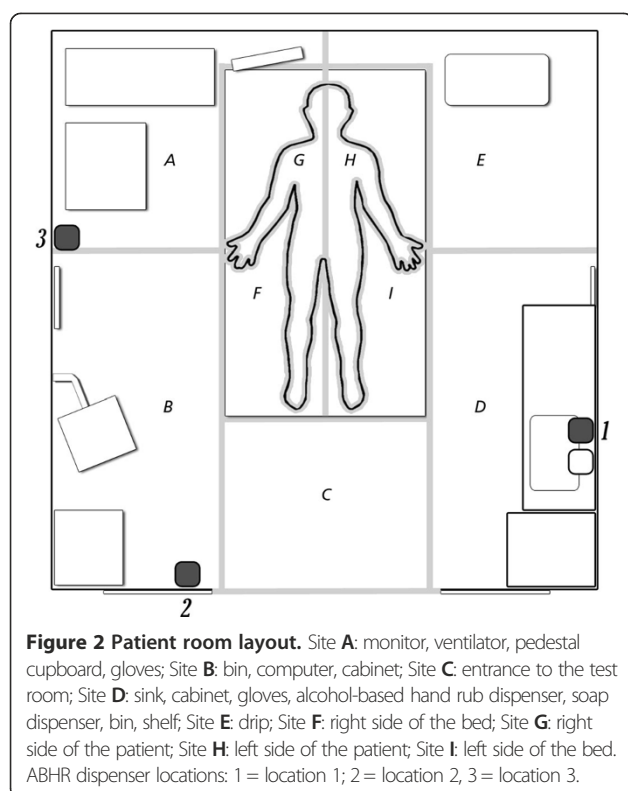 G H
A E
3
F I
B D
1
C
2
Figure 2 Patient room layout. Site A: monitor, ventilator, pedestal
cupboard, gloves; Site B: bin, computer, cabinet; Site C: entrance to the test
room; Site D: sink, cabinet, gloves, alcohol-based hand rub dispenser, soap
dispenser, bin, shelf; Site E: drip; Site F: right side of the bed; Site G: right
side of the patient; Site H: left side of the patient; Site I: left side of the bed.
ABHR dispenser locations: 1 = location 1; 2 = location 2, 3 = location 3.